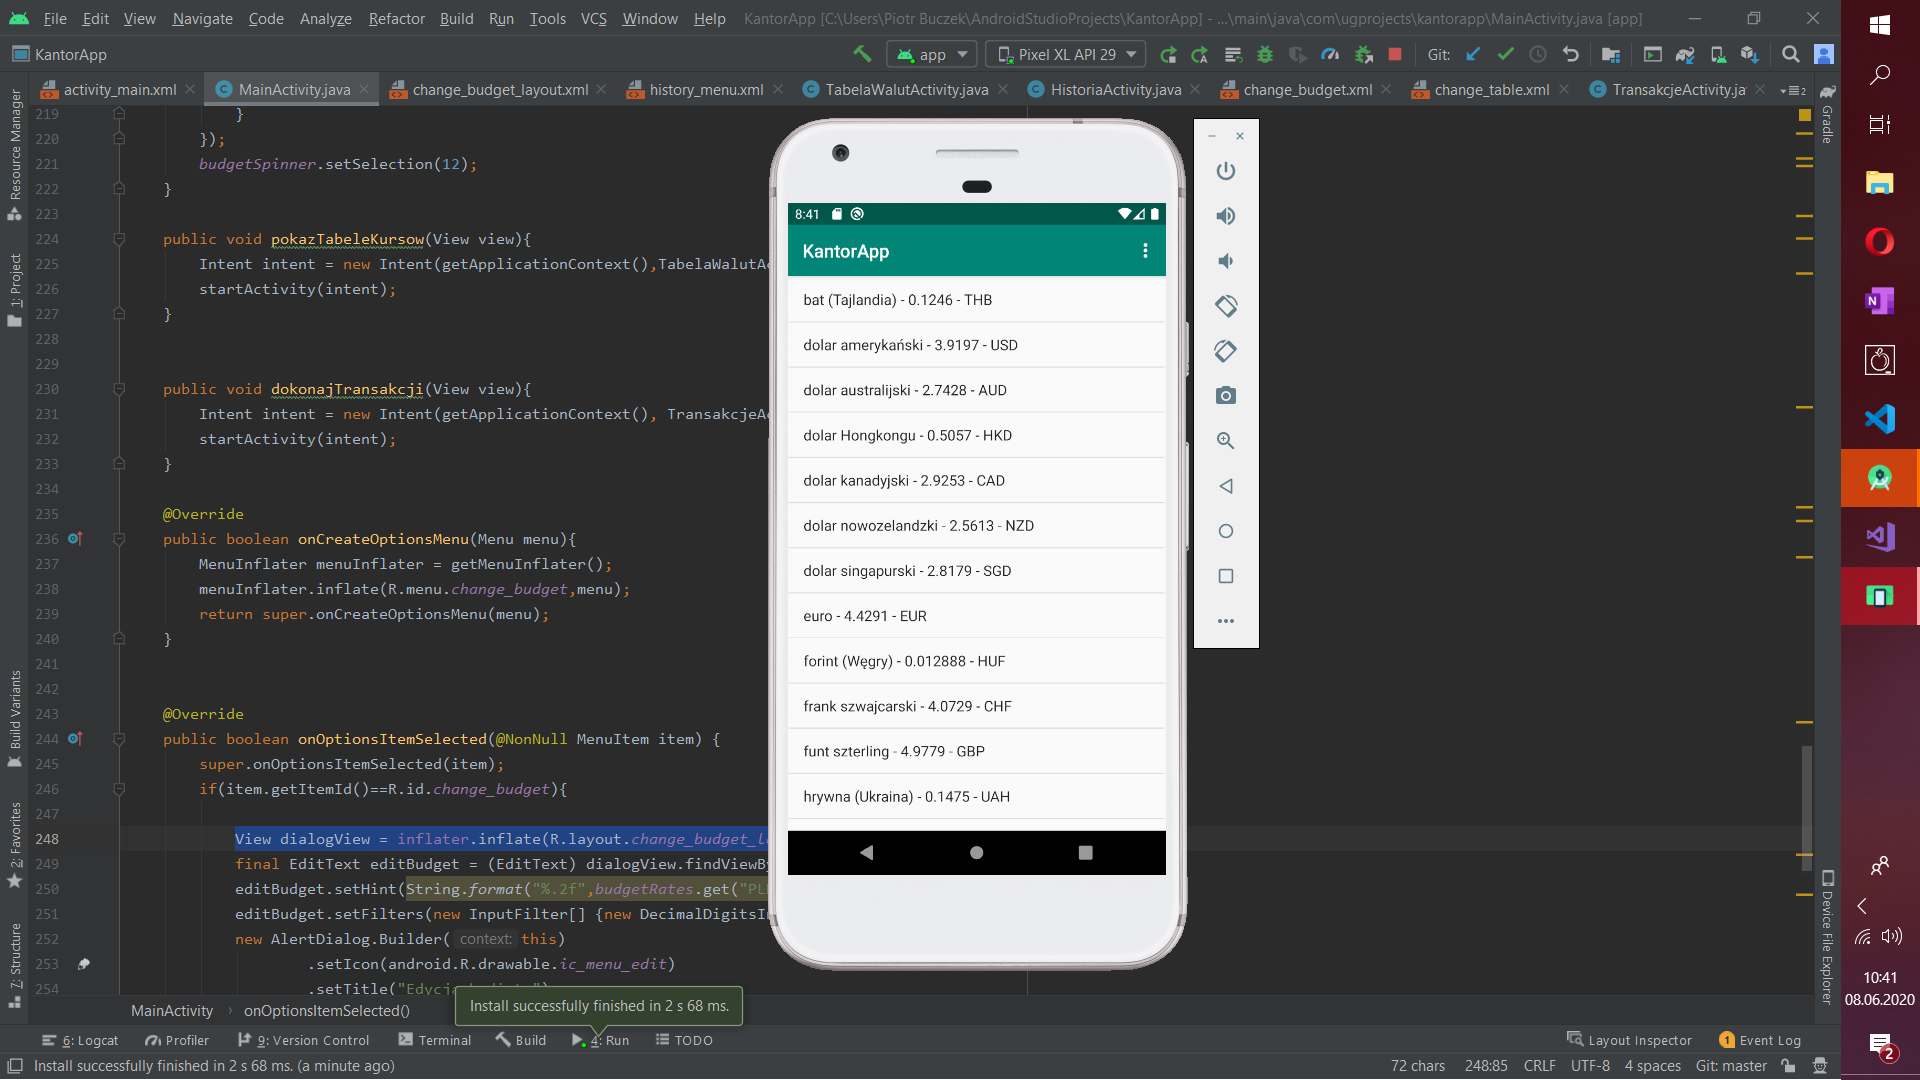 File Edit View Navigate Code Analyze Refactor Build Run Tools VCS Window Help KantorApp [C:\Users\Piotr Buczek\AndroidStudioProjects\KantorApp] - ...\main\java\com\ugprojects\kantorapp\MainActivity.java [app]
KantorApp
app
Pixel XL API 29
Git:
activity_main.xml
MainActivity.java
change_budget_layout.xml
history_menu.xml
TabelaWalutActivity.java
HistoriaActivity.java
change_budget.xml
change_table.xml
TransakcjeActivity.ja
2
Resource Manager
1: Project
Build Variants
2: Favorites
7: Structure
219 }
220 });
221 budgetSpinner.setSelection(12);
222 }
223
224 public void pokazTabeleKursow(View view){
225 Intent intent = new Intent(getApplicationContext(),TabelaWalutAc
226 startActivity(intent);
227 }
228
229
230 public void dokonajTransakcji(View view){
231 Intent intent = new Intent(getApplicationContext(), TransakcjeAc
232 startActivity(intent);
233 }
234
235 @Override
236 public boolean onCreateOptionsMenu(Menu menu){
237 MenuInflater menuInflater = getMenuInflater();
238 menuInflater.inflate(R.menu.change_budget,menu);
239 return super.onCreateOptionsMenu(menu);
240 }
241
242
243 @Override
244 public boolean onOptionsItemSelected(@NonNull MenuItem item) {
245 super.onOptionsItemSelected(item);
246 if(item.getItemId()==R.id.change_budget){
247
248 View dialogView = inflater.inflate(R.layout.change_budget_l
249 final EditText editBudget = (EditText) dialogView.findViewBy
250 editBudget.setHint(String.format("%.2f",budgetRates.get("PL
251 editBudget.setFilters(new InputFilter[] {new DecimalDigitsIn
252 new AlertDialog.Builder( context: this)
253 .setIcon(android.R.drawable.ic_menu_edit)
254
8:41
KantorApp
bat (Tajlandia) - 0.1246 - THB
dolar amerykański - 3.9197 - USD
dolar australijski - 2.7428 - AUD
dolar Hongkongu - 0.5057 - HKD
dolar kanadyjski - 2.9253 - CAD
dolar nowozelandzki - 2.5613 - NZD
dolar singapurski - 2.8179 - SGD
euro - 4.4291 - EUR
forint (Węgry) - 0.012888 - HUF
frank szwajcarski - 4.0729 - CHF
funt szterling - 4.9779 - GBP
hrywna (Ukraina) - 0.1475 - UAH
Gradle
Device File Explorer
MainActivity › onOptionsItemSelected()
Install successfully finished in 2 s 68 ms.
6: Logcat
Profiler
9: Version Control
Terminal
Build
4: Run
TODO
Layout Inspector
1 Event Log
Install successfully finished in 2 s 68 ms. (a minute ago)
72 chars 248:85 CRLF UTF-8 4 spaces Git: master
N
10:41
08.06.2020
2